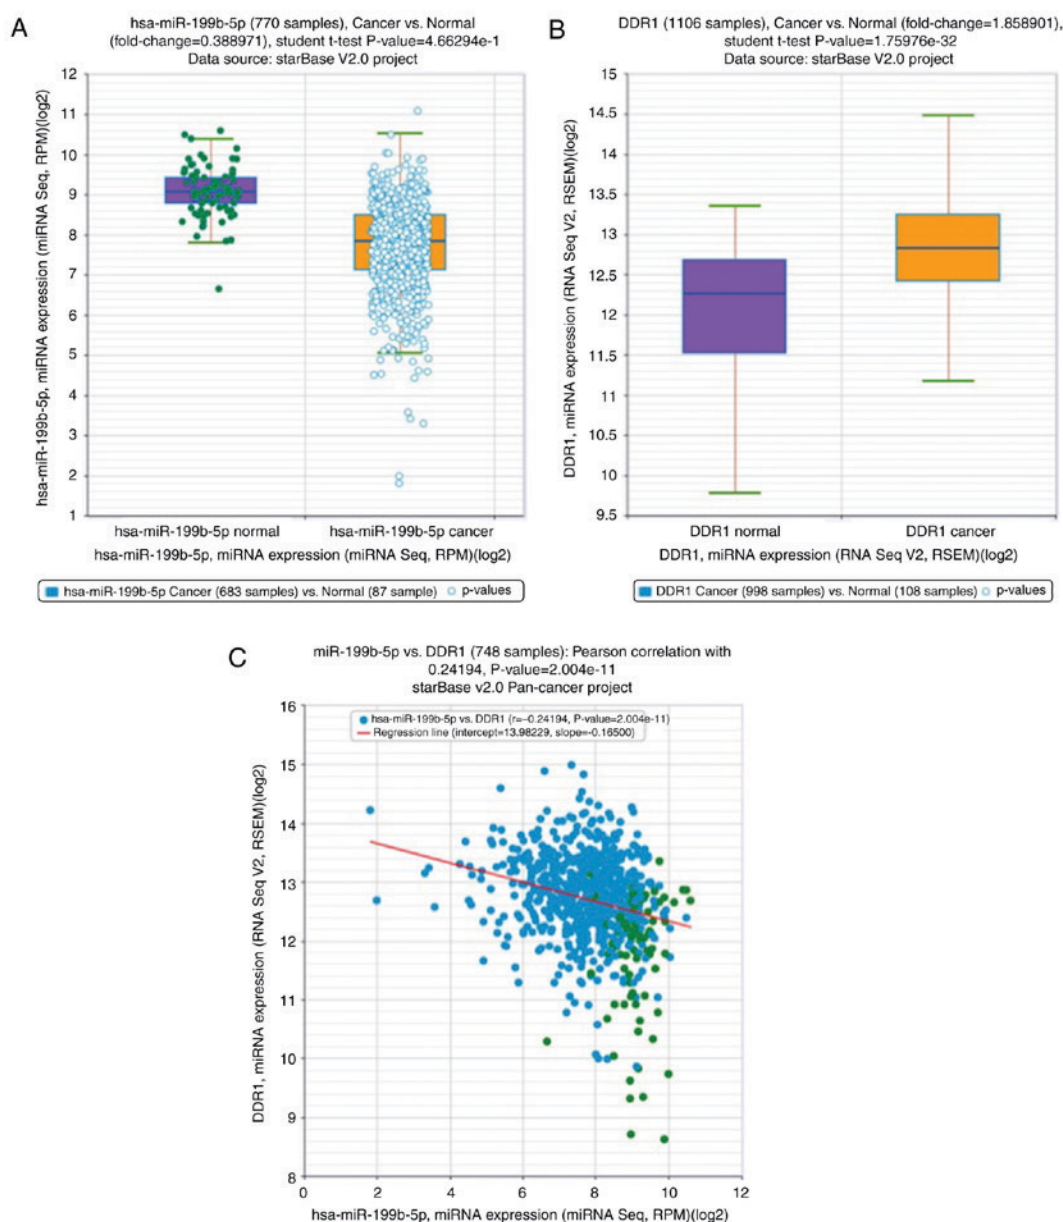 A
hsa-miR-199b-5p (770 samples), Cancer vs. Normal
(fold-change=0.388971), student t-test P-value=4.66294e-1
Data source: starBase V2.0 project
hsa-miR-199b-5p, miRNA expression (miRNA Seq, RPM)(log2)
12
11
10
9
8
7
6
5
4
3
2
1
hsa-miR-199b-5p normal
hsa-miR-199b-5p cancer
hsa-miR-199b-5p, miRNA expression (miRNA Seq, RPM)(log2)
hsa-miR-199b-5p Cancer (683 samples) vs. Normal (87 sample)
p-values
B
DDR1 (1106 samples), Cancer vs. Normal (fold-change=1.858901),
student t-test P-value=1.75976e-32
Data source: starBase V2.0 project
DDR1, miRNA expression (RNA Seq V2, RSEM)(log2)
15
14.5
14
13.5
13
12.5
12
11.5
11
10.5
10
9.5
DDR1 normal
DDR1 cancer
DDR1, miRNA expression (RNA Seq V2, RSEM)(log2)
DDR1 Cancer (998 samples) vs. Normal (108 samples)
p-values
C
miR-199b-5p vs. DDR1 (748 samples): Pearson correlation with
0.24194, P-value=2.004e-11
starBase v2.0 Pan-cancer project
hsa-miR-199b-5p vs. DDR1 (r=–0.24194, P-value=2.004e-11)
Regression line (intercept=13.98229, slope=-0.16500)
DDR1, miRNA expression (RNA Seq V2, RSEM)(log2)
16
15
14
13
12
11
10
9
8
0
2
4
6
8
10
12
hsa-miR-199b-5p, miRNA expression (miRNA Seq, RPM)(log2)